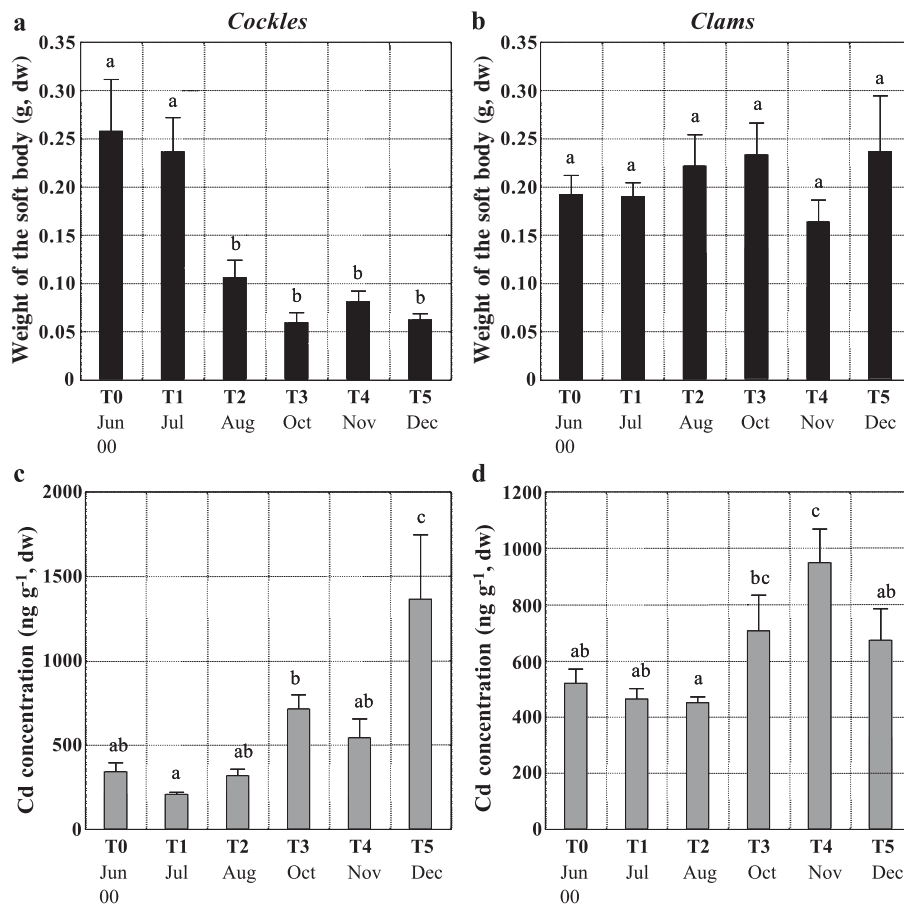 a Cockles
Weight of the soft body (g, dw)
0.35
0.30
0.25
0.20
0.15
0.10
0.05
0
a a b b b b
T0 T1 T2 T3 T4 T5
Jun Jul Aug Oct Nov Dec
00
b Clams
Weight of the soft body (g, dw)
0.35
0.30
0.25
0.20
0.15
0.10
0.05
0
a a a a a a
T0 T1 T2 T3 T4 T5
Jun Jul Aug Oct Nov Dec
00
c
Cd concentration (ng g⁻¹, dw)
2000
1500
1000
500
0
ab a ab b ab c
T0 T1 T2 T3 T4 T5
Jun Jul Aug Oct Nov Dec
00
d
Cd concentration (ng g⁻¹, dw)
1200
1000
800
600
400
200
0
ab ab a bc c ab
T0 T1 T2 T3 T4 T5
Jun Jul Aug Oct Nov Dec
00